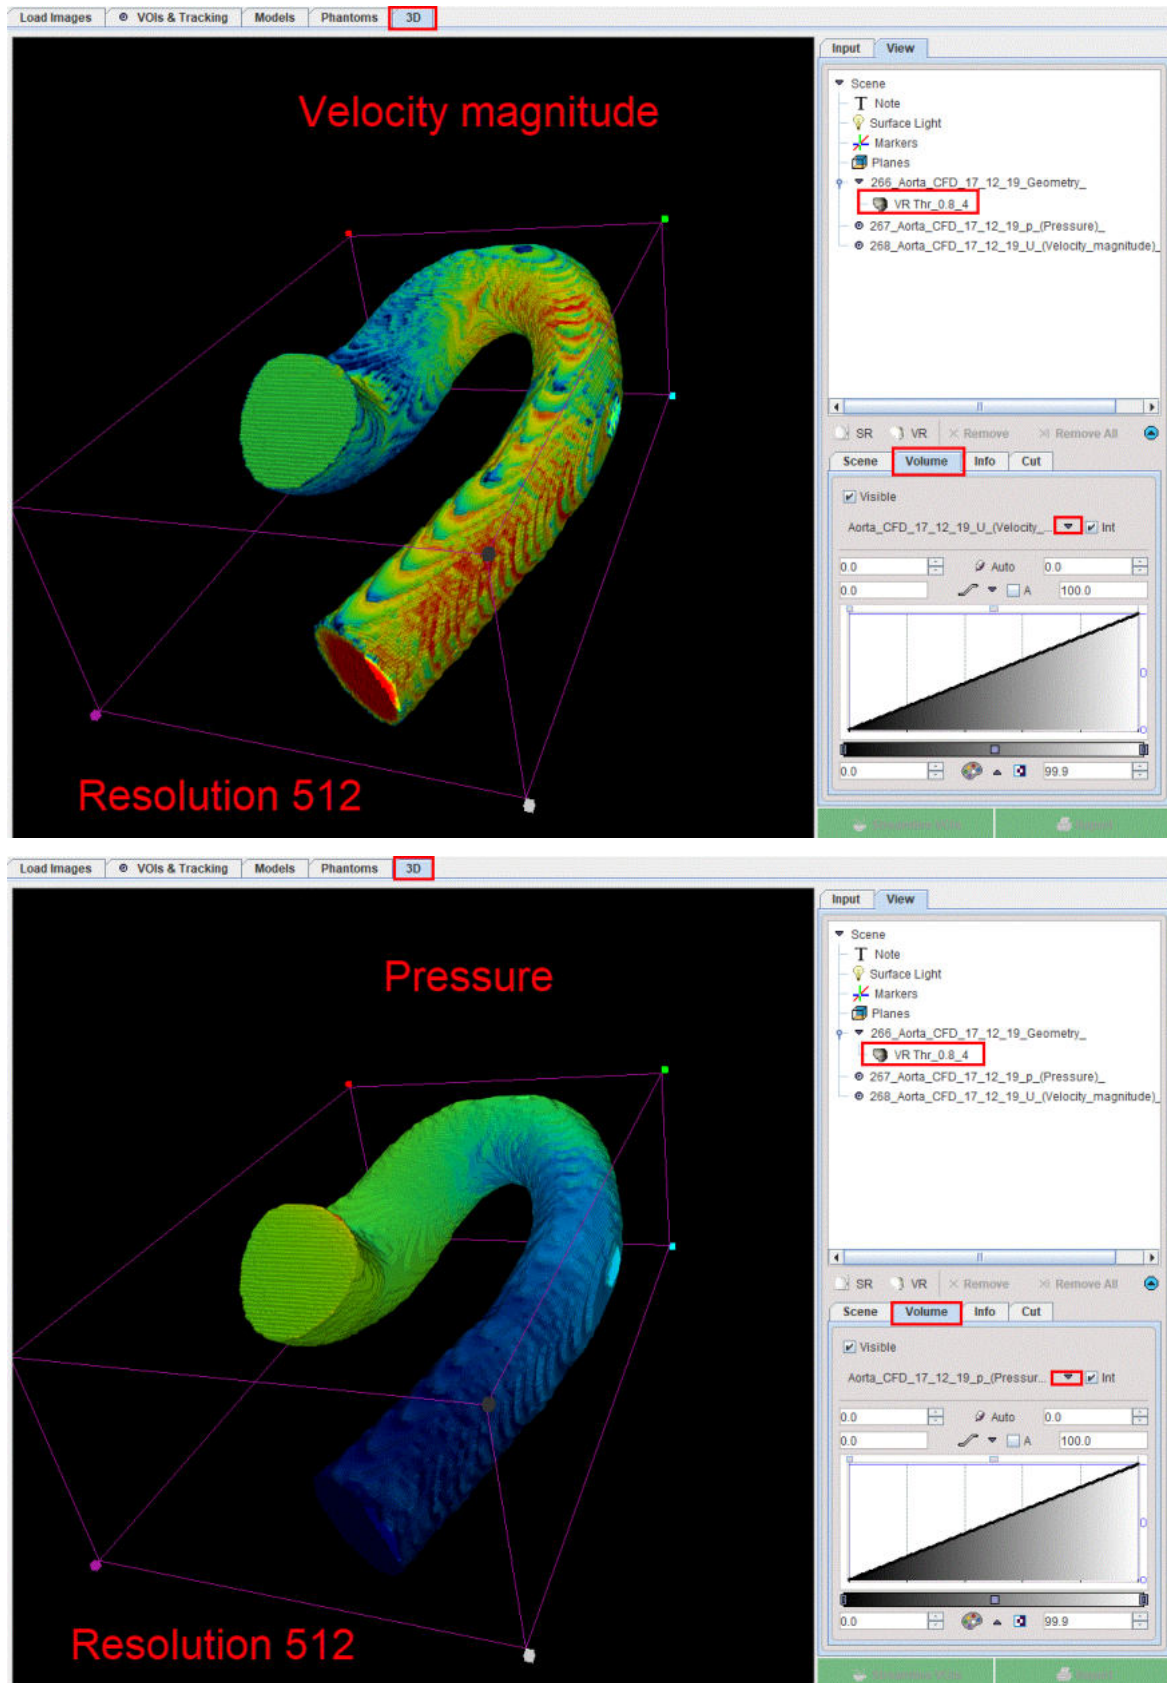 Load Images VOIs & Tracking Models Phantoms 3D
Input View
Velocity magnitude
Resolution 512
Scene
Note
Surface Light
Markers
Planes
266_Aorta_CFD_17_12_19_Geometry_
VR Thr_0.8_4
267_Aorta_CFD_17_12_19_p_(Pressure)_
268_Aorta_CFD_17_12_19_U_(Velocity_magnitude)_
SR VR Remove Remove All
Scene Volume Info Cut
Visible
Aorta_CFD_17_12_19_U_(Velocity_... Int
0.0 Auto 0.0
0.0 A 100.0
0.0 99.9
Load Images VOIs & Tracking Models Phantoms 3D
Input View
Pressure
Resolution 512
Scene
Note
Surface Light
Markers
Planes
266_Aorta_CFD_17_12_19_Geometry_
VR Thr_0.8_4
267_Aorta_CFD_17_12_19_p_(Pressure)_
268_Aorta_CFD_17_12_19_U_(Velocity_magnitude)_
SR VR Remove Remove All
Scene Volume Info Cut
Visible
Aorta_CFD_17_12_19_p_(Pressur... Int
0.0 Auto 0.0
0.0 A 100.0
0.0 99.9